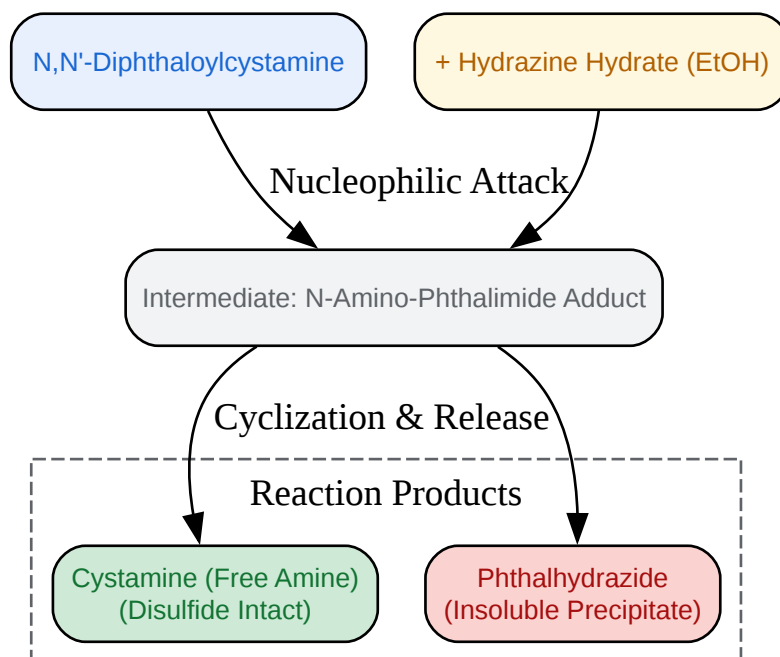 N,N'-Diphthaloylcystamine
+ Hydrazine Hydrate (EtOH)
Nucleophilic Attack
Intermediate: N-Amino-Phthalimide Adduct
Cyclization & Release
Reaction Products
Cystamine (Free Amine)
(Disulfide Intact)
Phthalhydrazide
(Insoluble Precipitate)